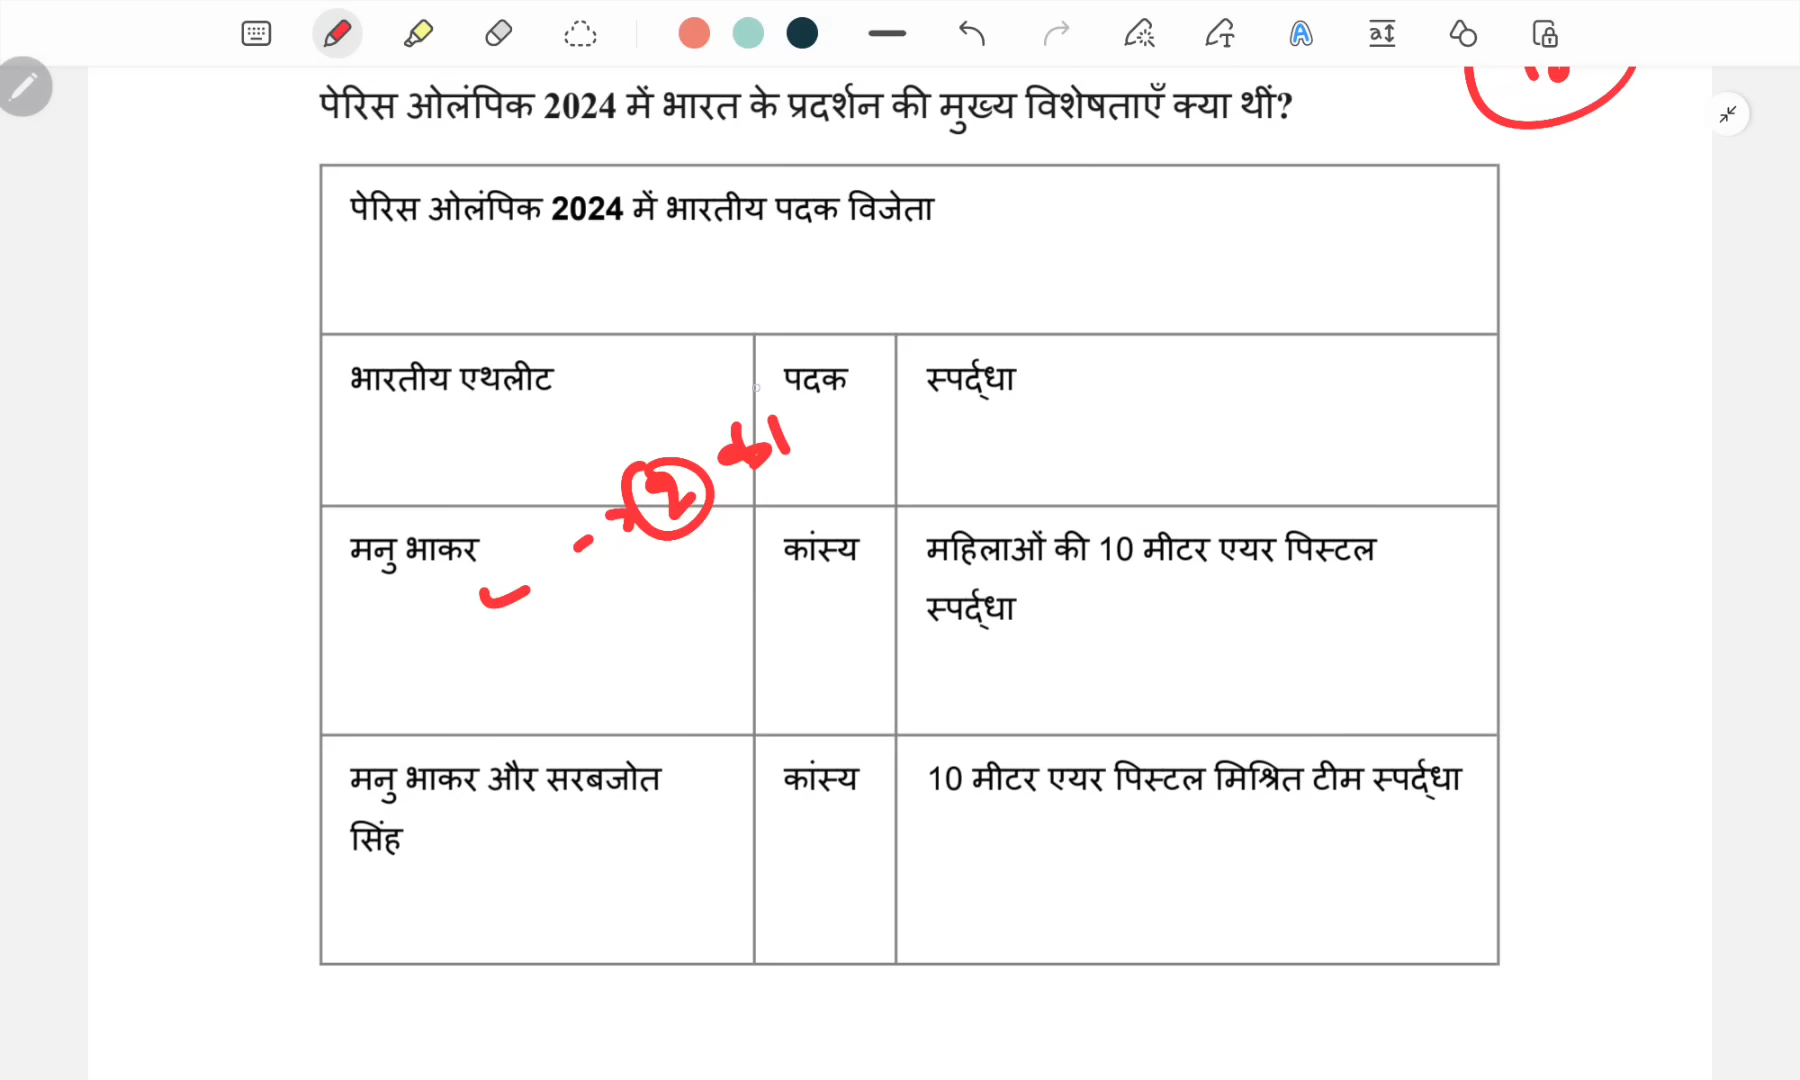 पेरिस ओलंपिक 2024 में भारत के प्रदर्शन की मुख्य विशेषताएँ क्या थीं?
पेरिस ओलंपिक 2024 में भारतीय पदक विजेता
भारतीय एथलीट पदक स्पर्द्धा
2
मनु भाकर कांस्य महिलाओं की 10 मीटर एयर पिस्टल
स्पर्द्धा
मनु भाकर और सरबजोत कांस्य 10 मीटर एयर पिस्टल मिश्रित टीम स्पर्द्धा
सिंह